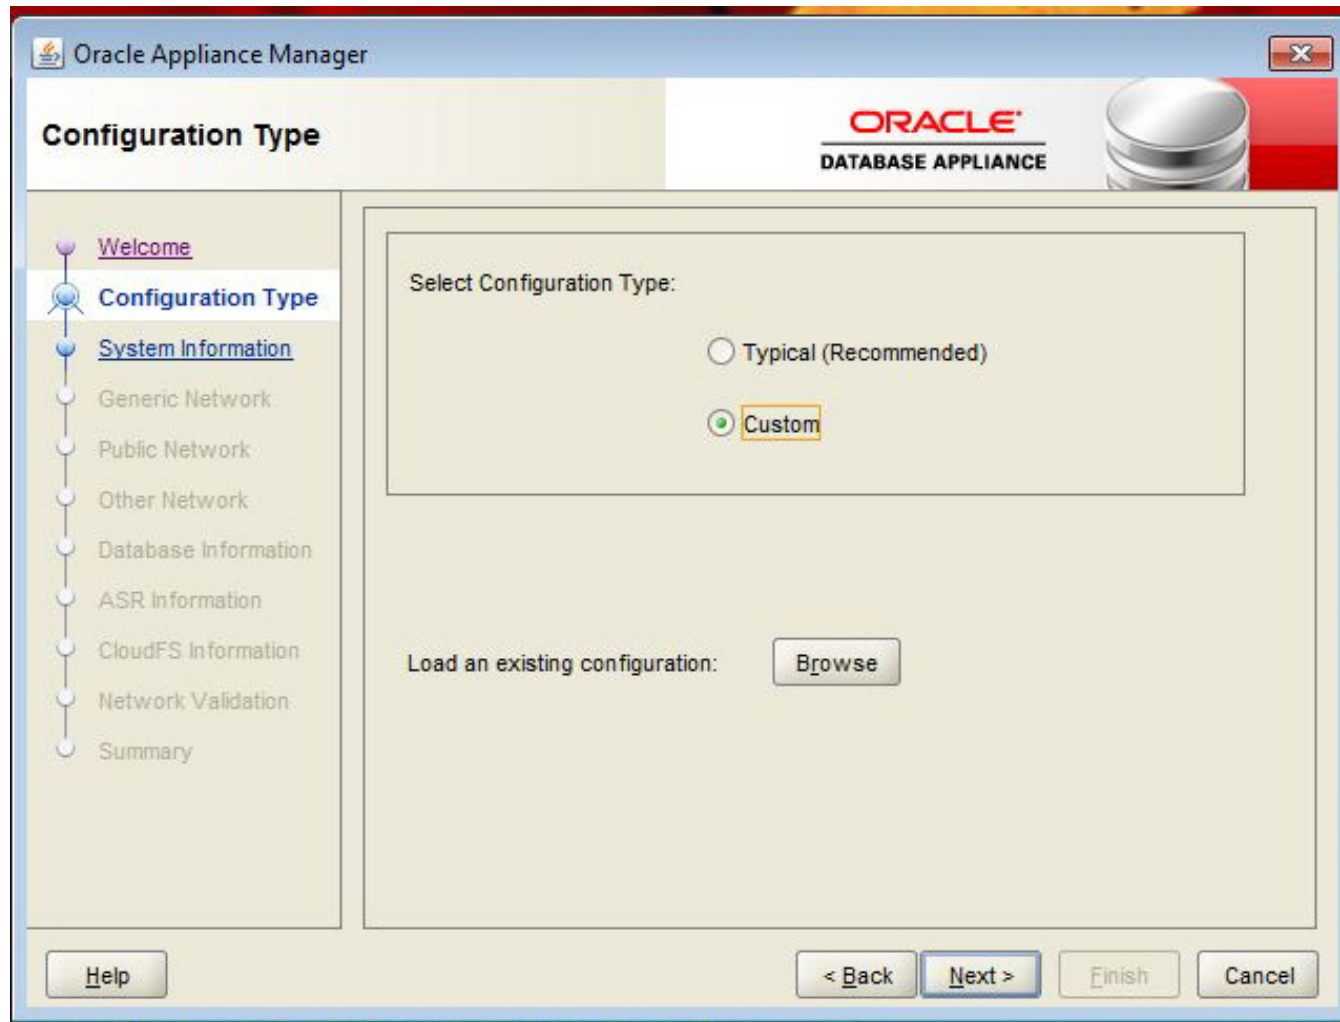 Oracle Appliance Manager
Configuration Type
ORACLE
DATABASE APPLIANCE
Welcome
Configuration Type
System Information
Generic Network
Public Network
Other Network
Database Information
ASR Information
CloudFS Information
Network Validation
Summary
Select Configuration Type:
Typical (Recommended)
Custom
Load an existing configuration:
Browse
Help
< Back
Next >
Finish
Cancel